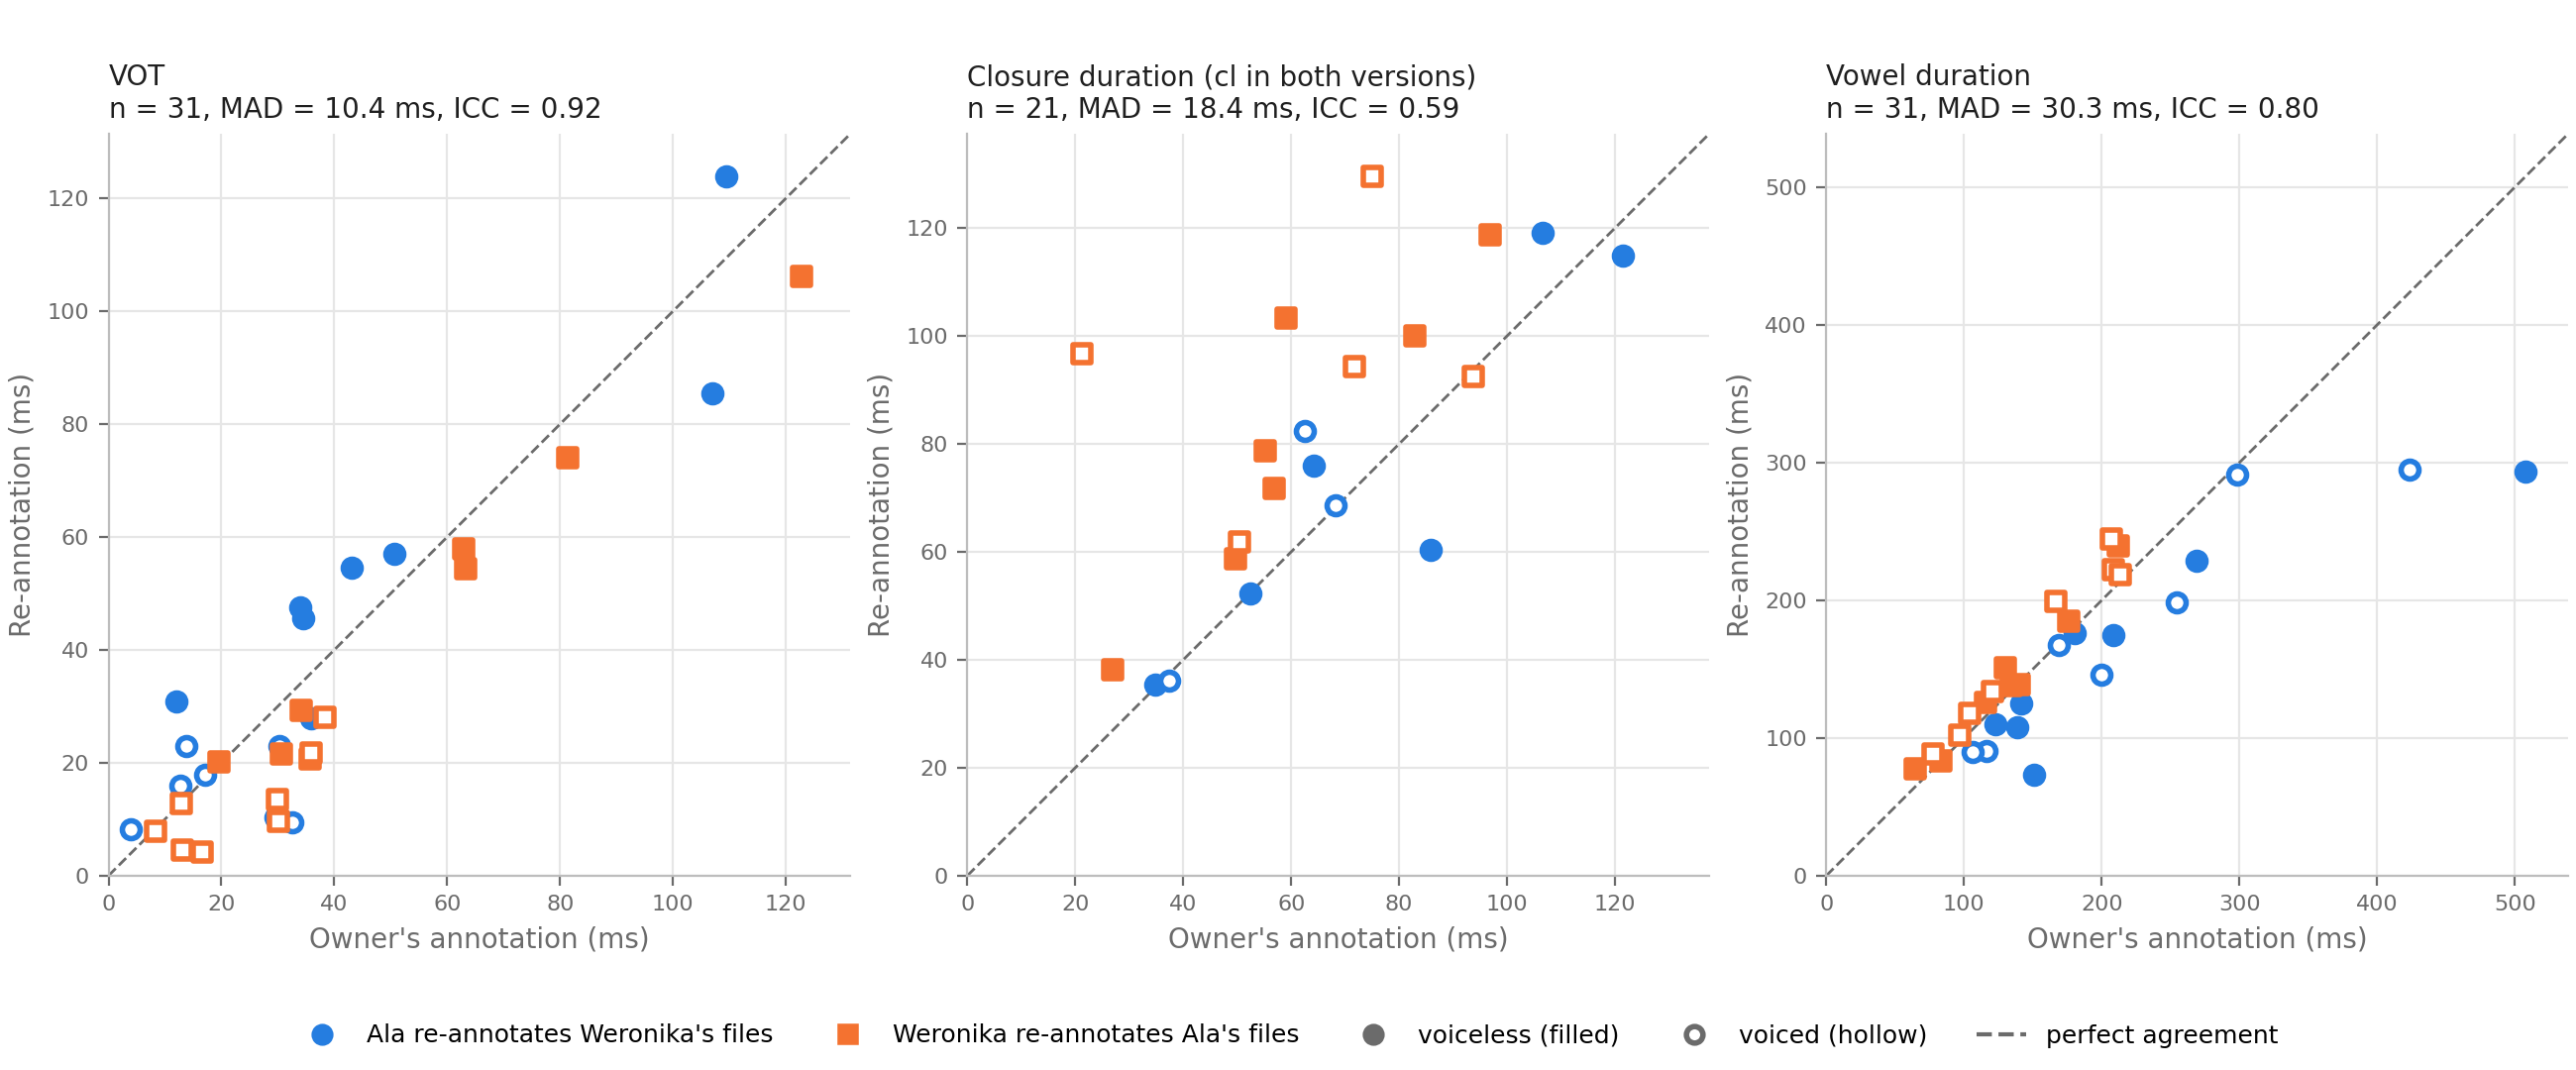 VOT
n = 31, MAD = 10.4 ms, ICC = 0.92
120
100
80
60
40
20
0
0 20 40 60 80 100 120
Re-annotation (ms)
Owner's annotation (ms)
Closure duration (cl in both versions)
n = 21, MAD = 18.4 ms, ICC = 0.59
120
100
80
60
40
20
0
0 20 40 60 80 100 120
Re-annotation (ms)
Owner's annotation (ms)
Vowel duration
n = 31, MAD = 30.3 ms, ICC = 0.80
500
400
300
200
100
0
0 100 200 300 400 500
Re-annotation (ms)
Owner's annotation (ms)
Ala re-annotates Weronika's files Weronika re-annotates Ala's files voiceless (filled) voiced (hollow) perfect agreement